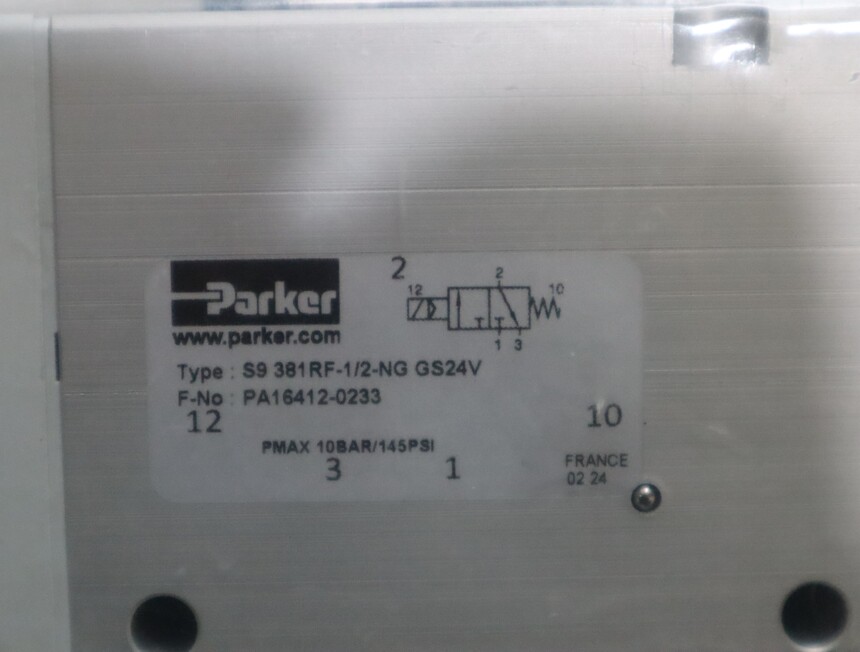 2
12 2 10
Parker
1 3
www.parker.com
Type : S9 381RF-1/2-NG GS24V
F-No : PA16412-0233
12 10
PMAX 10BAR/145PSI
3 1 FRANCE
02 24